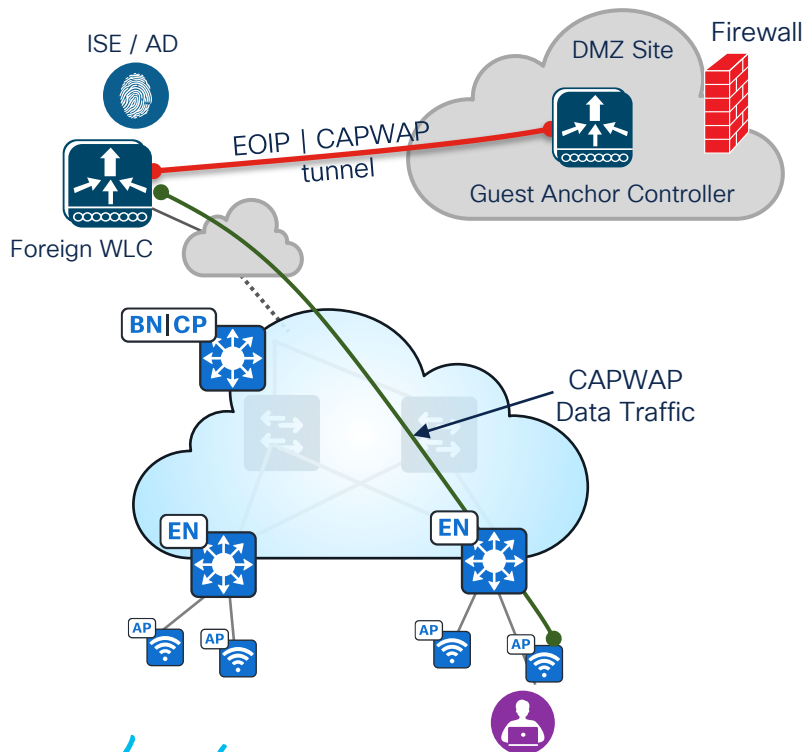 ISE / AD
Firewall
DMZ Site
EOIP | CAPWAP
tunnel
Guest Anchor Controller
Foreign WLC
BN|CP
CAPWAP
Data Traffic
EN
EN
AP
AP
AP
AP